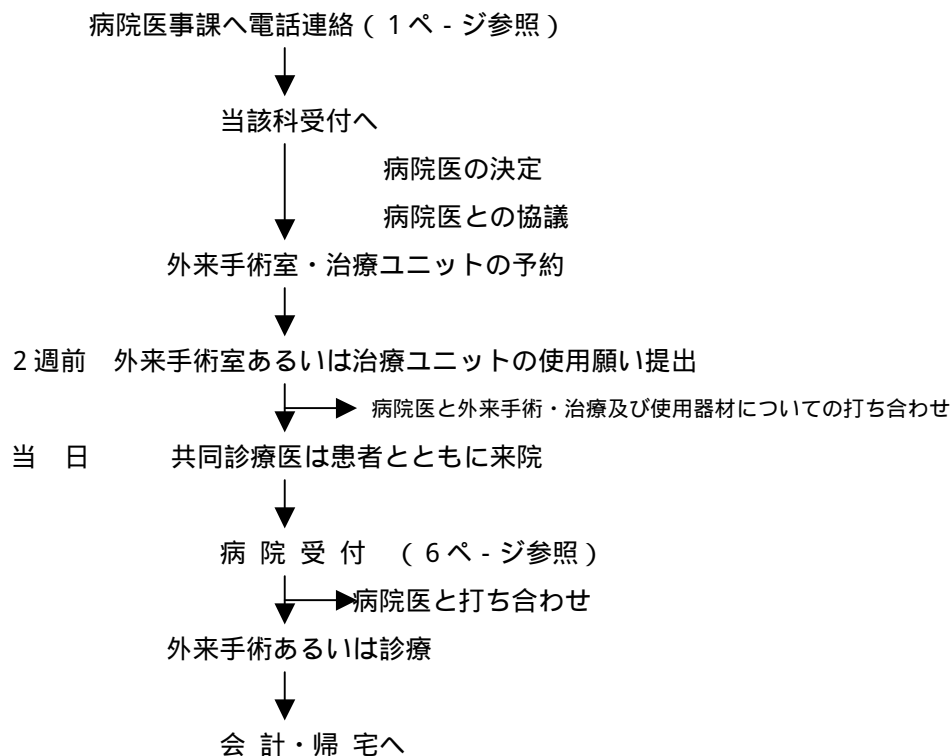 病院医事課へ電話連絡（１ペ‐ジ参照）
当該科受付へ
病院医の決定
病院医との協議
外来手術室・治療ユニットの予約
２週前　外来手術室あるいは治療ユニットの使用願い提出
病院医と外来手術・治療及び使用器材についての打ち合わせ
当　日　　　共同診療医は患者とともに来院
病 院 受 付　（６ペ‐ジ参照）
病院医と打ち合わせ
外来手術あるいは診療
会 計・帰 宅へ